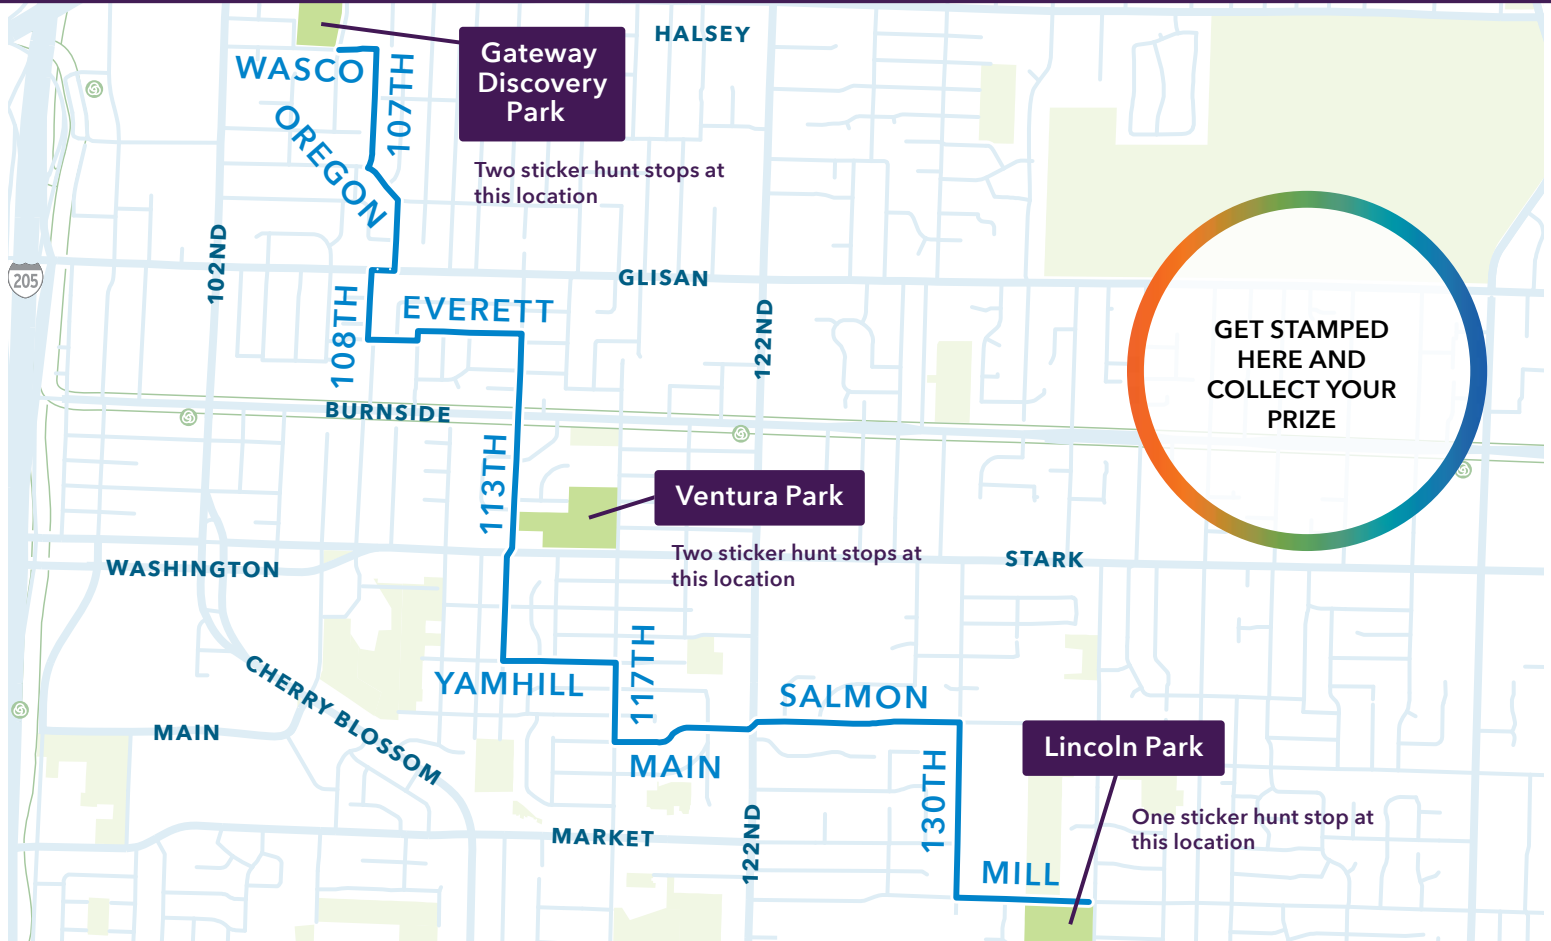 HALSEY
Gateway
Discovery
Park
WASCO
107TH
OREGON
Two sticker hunt stops at
this location
102ND
205
GLISAN
108TH
EVERETT
122ND
GET STAMPED
HERE AND
COLLECT YOUR
PRIZE
BURNSIDE
113TH
Ventura Park
Two sticker hunt stops at
this location
WASHINGTON
STARK
117TH
CHERRY BLOSSOM
YAMHILL
SALMON
MAIN
MAIN
Lincoln Park
130TH
One sticker hunt stop at
this location
MARKET
122ND
MILL